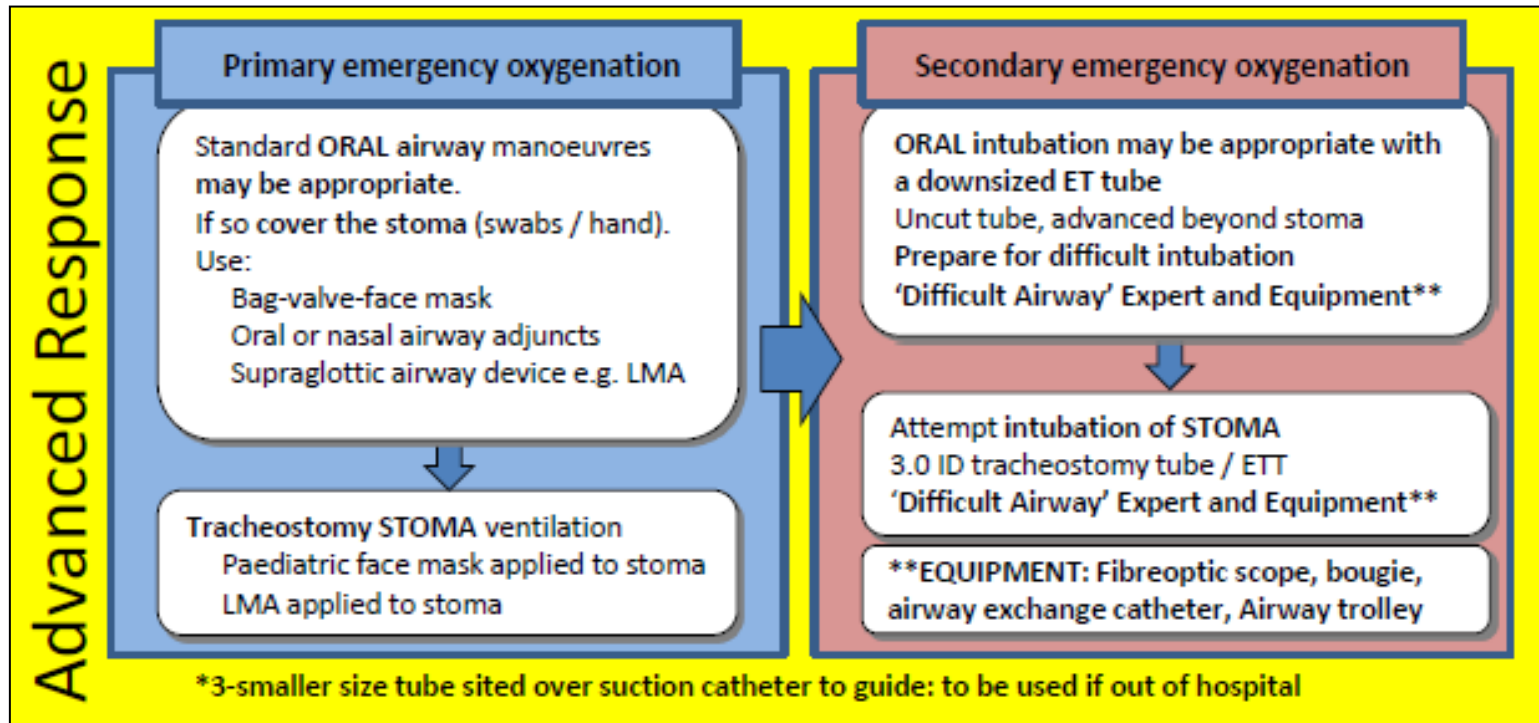 Advanced Response
Primary emergency oxygenation
Standard ORAL airway manoeuvres
may be appropriate.
If so cover the stoma (swabs / hand).
Use:
Bag-valve-face mask
Oral or nasal airway adjuncts
Supraglottic airway device e.g. LMA
Tracheostomy STOMA ventilation
Paediatric face mask applied to stoma
LMA applied to stoma
Secondary emergency oxygenation
ORAL intubation may be appropriate with
a downsized ET tube
Uncut tube, advanced beyond stoma
Prepare for difficult intubation
‘Difficult Airway’ Expert and Equipment**
Attempt intubation of STOMA
3.0 ID tracheostomy tube / ETT
‘Difficult Airway’ Expert and Equipment**
**EQUIPMENT: Fibreoptic scope, bougie,
airway exchange catheter, Airway trolley
*3-smaller size tube sited over suction catheter to guide: to be used if out of hospital